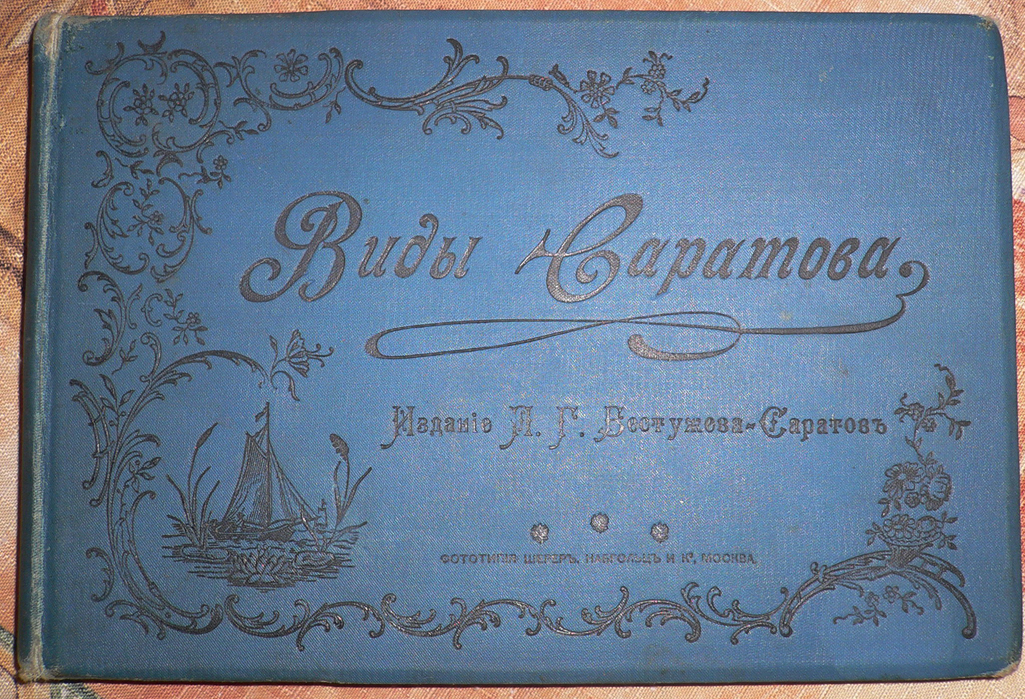 Виды Саратова
Изданіе П. Г. Бестужева-Саратовъ
ФОТОТИПІЯ ШЕРЕРЪ, НАБГОЛЬЦЪ И Кº, МОСКВА,